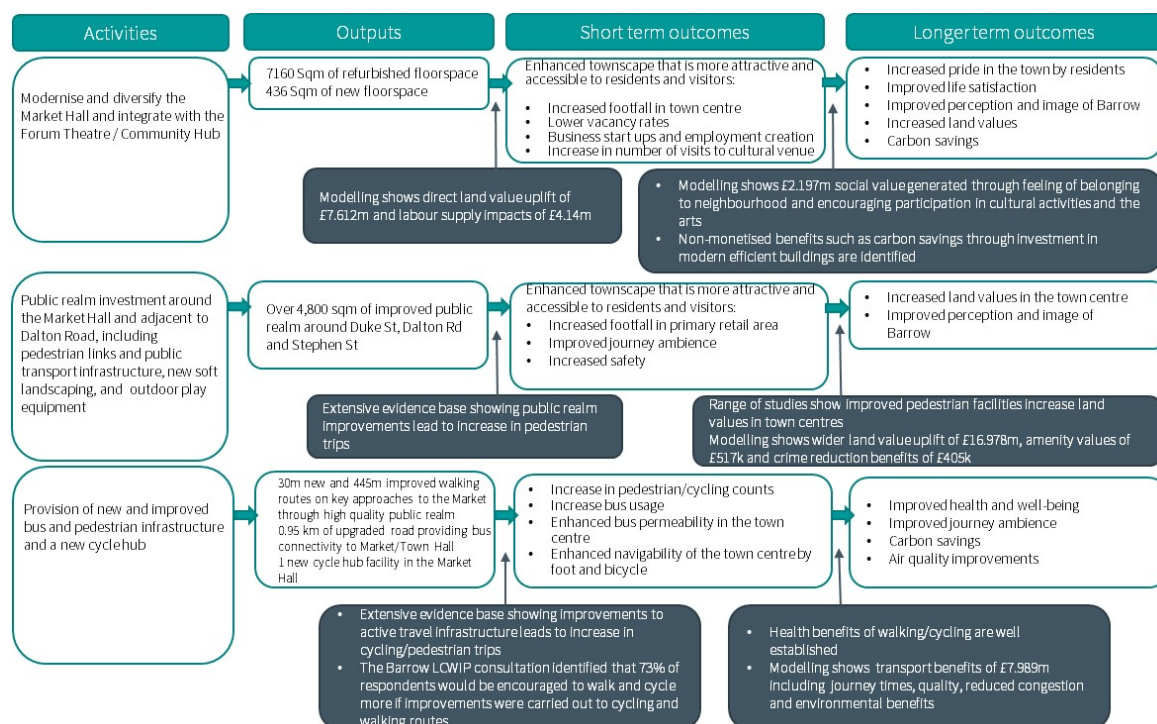 Activities
Outputs
Short term outcomes
Longer term outcomes
Modernise and diversify the
Market Hall and integrate with the
Forum Theatre / Community Hub
7160 Sqm of refurbished floorspace
436 Sqm of new floorspace
Enhanced townscape that is more attractive and
accessible to residents and visitors:
• Increased footfall in town centre
• Lower vacancy rates
• Business start ups and employment creation
• Increase in number of visits to cultural venue
• Increased pride in the town by residents
• Improved life satisfaction
• Improved perception and image of Barrow
• Increased land values
• Carbon savings
Modelling shows direct land value uplift of
£7.612m and labour supply impacts of £4.14m
• Modelling shows £2.197m social value generated through feeling of belonging
to neighbourhood and encouraging participation in cultural activities and the
arts
• Non-monetised benefits such as carbon savings through investment in
modern efficient buildings are identified
Public realm investment around
the Market Hall and adjacent to
Dalton Road, including
pedestrian links and public
transport infrastructure, new soft
landscaping, and outdoor play
equipment
Over 4,800 sqm of improved public
realm around Duke St, Dalton Rd
and Stephen St
Enhanced townscape that is more attractive and
accessible to residents and visitors:
• Increased footfall in primary retail area
• Improved journey ambience
• Increased safety
• Increased land values in the town centre
• Improved perception and image of
Barrow
Extensive evidence base showing public realm
improvements lead to increase in pedestrian
trips
Range of studies show improved pedestrian facilities increase land
values in town centres
Modelling shows wider land value uplift of £16.978m, amenity values of
£517k and crime reduction benefits of £405k
Provision of new and improved
bus and pedestrian infrastructure
and a new cycle hub
30m new and 445m improved walking
routes on key approaches to the Market
through high quality public realm
0.95 km of upgraded road providing bus
connectivity to Market/Town Hall
1 new cycle hub facility in the Market
Hall
• Increase in pedestrian/cycling counts
• Increase bus usage
• Enhanced bus permeability in the town
centre
• Enhanced navigability of the town centre by
foot and bicycle
• Improved health and well-being
• Improved journey ambience
• Carbon savings
• Air quality improvements
• Extensive evidence base showing improvements to
active travel infrastructure leads to increase in
cycling/pedestrian trips
• The Barrow LCWIP consultation identified that 73% of
respondents would be encouraged to walk and cycle
more if improvements were carried out to cycling and
walking routes
• Health benefits of walking/cycling are well
established
• Modelling shows transport benefits of £7.989m
including journey times, quality, reduced congestion
and environmental benefits